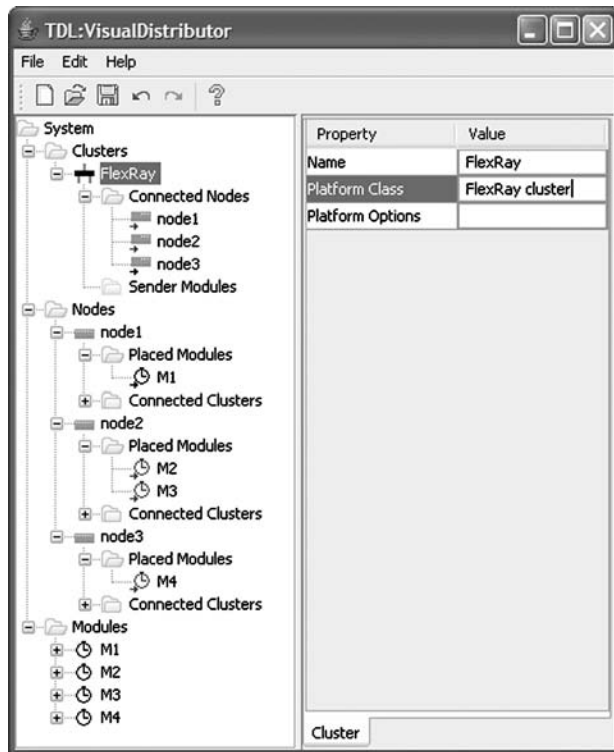 TDL:VisualDistributor
File Edit Help
System
Clusters
FlexRay
Connected Nodes
node1
node2
node3
Sender Modules
Nodes
node1
Placed Modules
M1
Connected Clusters
node2
Placed Modules
M2
M3
Connected Clusters
node3
Placed Modules
M4
Connected Clusters
Modules
M1
M2
M3
M4
Property Value
Name FlexRay
Platform Class FlexRay cluster
Platform Options
Cluster